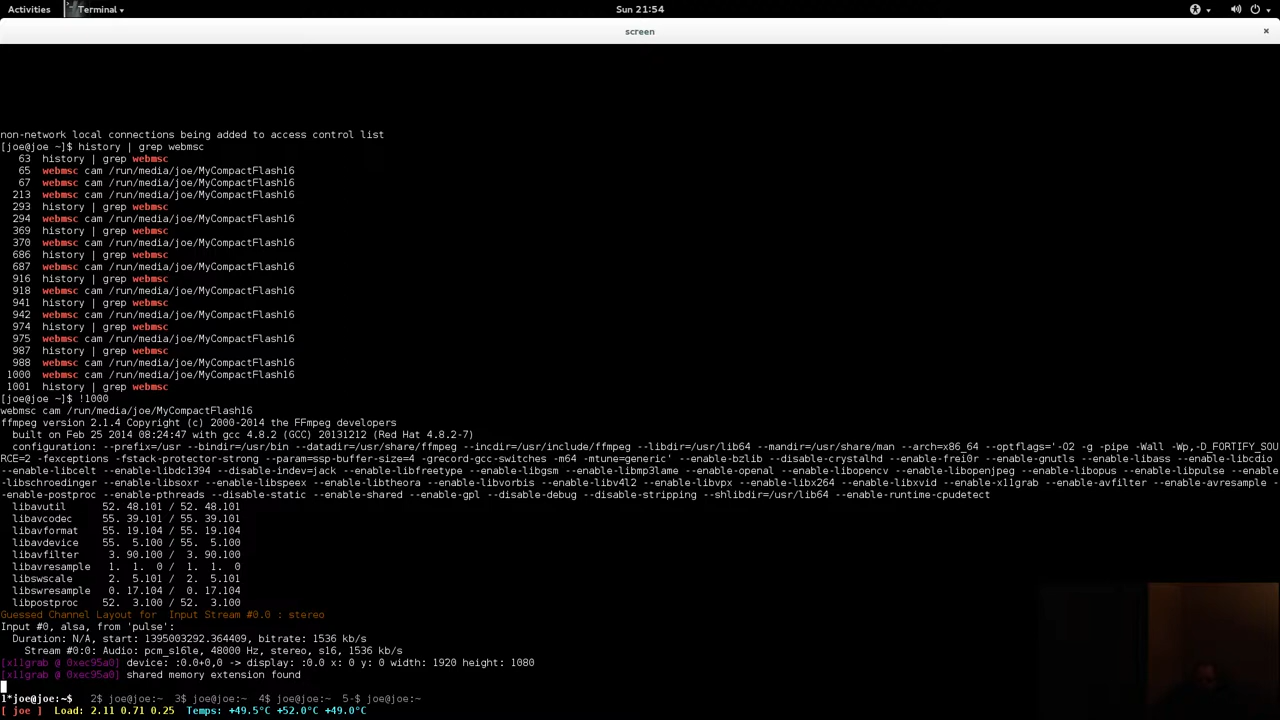 Activities Terminal Sun 21:54
screen
non-network local connections being added to access control list
[joe@joe ~]$ history | grep webmsc
63 history | grep webmsc
65 webmsc cam /run/media/joe/MyCompactFlash16
67 webmsc cam /run/media/joe/MyCompactFlash16
213 webmsc cam /run/media/joe/MyCompactFlash16
293 history | grep webmsc
294 webmsc cam /run/media/joe/MyCompactFlash16
369 history | grep webmsc
370 webmsc cam /run/media/joe/MyCompactFlash16
686 history | grep webmsc
687 webmsc cam /run/media/joe/MyCompactFlash16
916 history | grep webmsc
918 webmsc cam /run/media/joe/MyCompactFlash16
941 history | grep webmsc
942 webmsc cam /run/media/joe/MyCompactFlash16
974 history | grep webmsc
975 webmsc cam /run/media/joe/MyCompactFlash16
987 history | grep webmsc
988 webmsc cam /run/media/joe/MyCompactFlash16
1000 webmsc cam /run/media/joe/MyCompactFlash16
1001 history | grep webmsc
[joe@joe ~]$ !1000
webmsc cam /run/media/joe/MyCompactFlash16
ffmpeg version 2.1.4 Copyright (c) 2000-2014 the FFmpeg developers
built on Feb 25 2014 08:24:47 with gcc 4.8.2 (GCC) 20131212 (Red Hat 4.8.2-7)
configuration: --prefix=/usr --bindir=/usr/bin --datadir=/usr/share/ffmpeg --incdir=/usr/include/ffmpeg --libdir=/usr/lib64 --mandir=/usr/share/man --arch=x86_64 --optflags='-O2 -g -pipe -Wall -Wp,-D_FORTIFY_SOU
RCE=2 -fexceptions -fstack-protector-strong --param=ssp-buffer-size=4 -grecord-gcc-switches -m64 -mtune=generic' --enable-bzlib --disable-crystalhd --enable-frei0r --enable-gnutls --enable-libass --enable-libcdio
--enable-libcelt --enable-libdc1394 --disable-indev=jack --enable-libfreetype --enable-libgsm --enable-libmp3lame --enable-openal --enable-libopencv --enable-libopenjpeg --enable-libopus --enable-libpulse --enable
-libschroedinger --enable-libsoxr --enable-libspeex --enable-libtheora --enable-libvorbis --enable-libv4l2 --enable-libvpx --enable-libx264 --enable-libxvid --enable-x11grab --enable-avfilter --enable-avresample -
-enable-postproc --enable-pthreads --disable-static --enable-shared --enable-gpl --disable-debug --disable-stripping --shlibdir=/usr/lib64 --enable-runtime-cpudetect
libavutil 52. 48.101 / 52. 48.101
libavcodec 55. 39.101 / 55. 39.101
libavformat 55. 19.104 / 55. 19.104
libavdevice 55. 5.100 / 55. 5.100
libavfilter 3. 90.100 / 3. 90.100
libavresample 1. 1. 0 / 1. 1. 0
libswscale 2. 5.101 / 2. 5.101
libswresample 0. 17.104 / 0. 17.104
libpostproc 52. 3.100 / 52. 3.100
Guessed Channel Layout for Input Stream #0.0 : stereo
Input #0, alsa, from 'pulse':
Duration: N/A, start: 1395003292.364409, bitrate: 1536 kb/s
Stream #0:0: Audio: pcm_s16le, 48000 Hz, stereo, s16, 1536 kb/s
[x11grab @ 0xec95a0] device: :0.0+0,0 -> display: :0.0 x: 0 y: 0 width: 1920 height: 1080
[x11grab @ 0xec95a0] shared memory extension found
1*joe@joe:~$ 2$ joe@joe:~ 3$ joe@joe:~ 4$ joe@joe:~ 5-$ joe@joe:~
[ joe ] Load: 2.11 0.71 0.25 Temps: +49.5°C +52.0°C +49.0°C